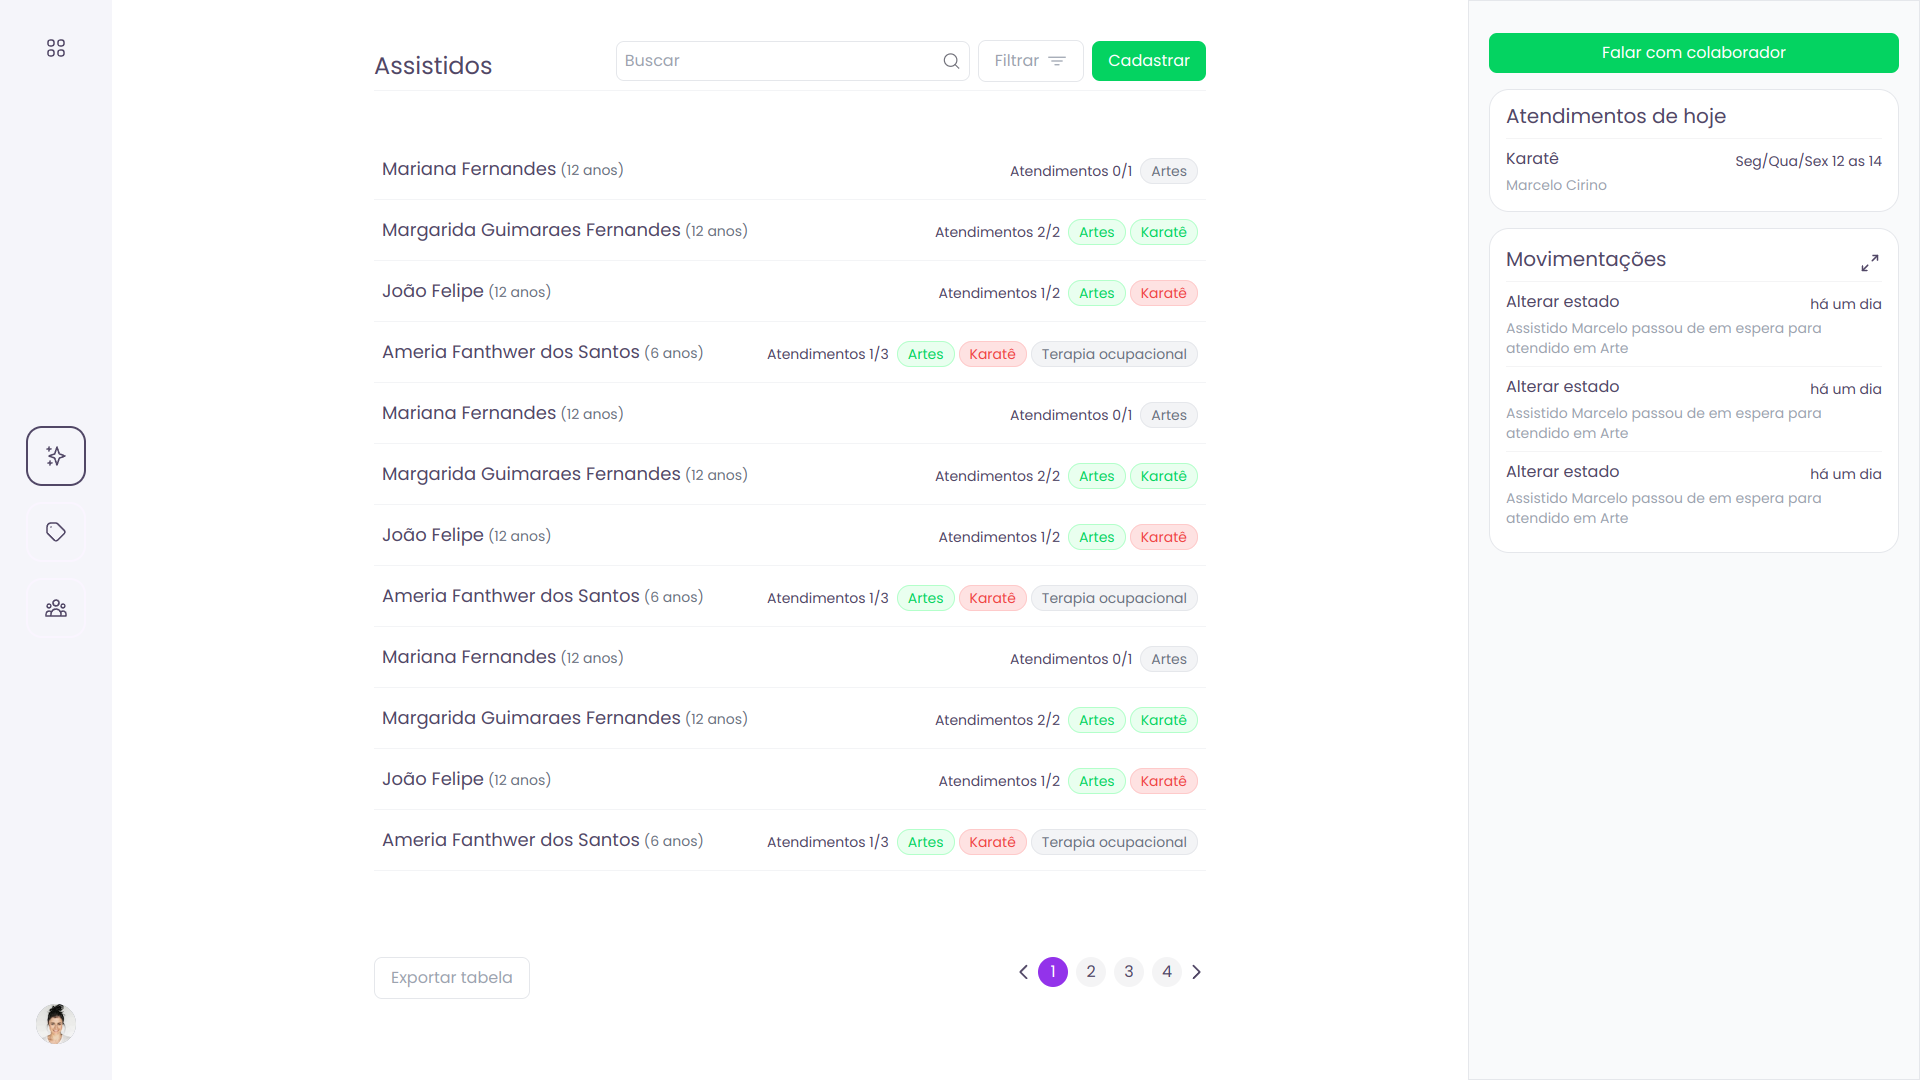 Assistidos
Buscar
Filtrar
Cadastrar
Mariana Fernandes (12 anos) Atendimentos 0/1 Artes
Margarida Guimaraes Fernandes (12 anos) Atendimentos 2/2 Artes Karatê
João Felipe (12 anos) Atendimentos 1/2 Artes Karatê
Ameria Fanthwer dos Santos (6 anos) Atendimentos 1/3 Artes Karatê Terapia ocupacional
Mariana Fernandes (12 anos) Atendimentos 0/1 Artes
Margarida Guimaraes Fernandes (12 anos) Atendimentos 2/2 Artes Karatê
João Felipe (12 anos) Atendimentos 1/2 Artes Karatê
Ameria Fanthwer dos Santos (6 anos) Atendimentos 1/3 Artes Karatê Terapia ocupacional
Mariana Fernandes (12 anos) Atendimentos 0/1 Artes
Margarida Guimaraes Fernandes (12 anos) Atendimentos 2/2 Artes Karatê
João Felipe (12 anos) Atendimentos 1/2 Artes Karatê
Ameria Fanthwer dos Santos (6 anos) Atendimentos 1/3 Artes Karatê Terapia ocupacional
Exportar tabela
1 2 3 4
Falar com colaborador
Atendimentos de hoje
Karatê Seg/Qua/Sex 12 as 14
Marcelo Cirino
Movimentações
Alterar estado há um dia
Assistido Marcelo passou de em espera para
atendido em Arte
Alterar estado há um dia
Assistido Marcelo passou de em espera para
atendido em Arte
Alterar estado há um dia
Assistido Marcelo passou de em espera para
atendido em Arte